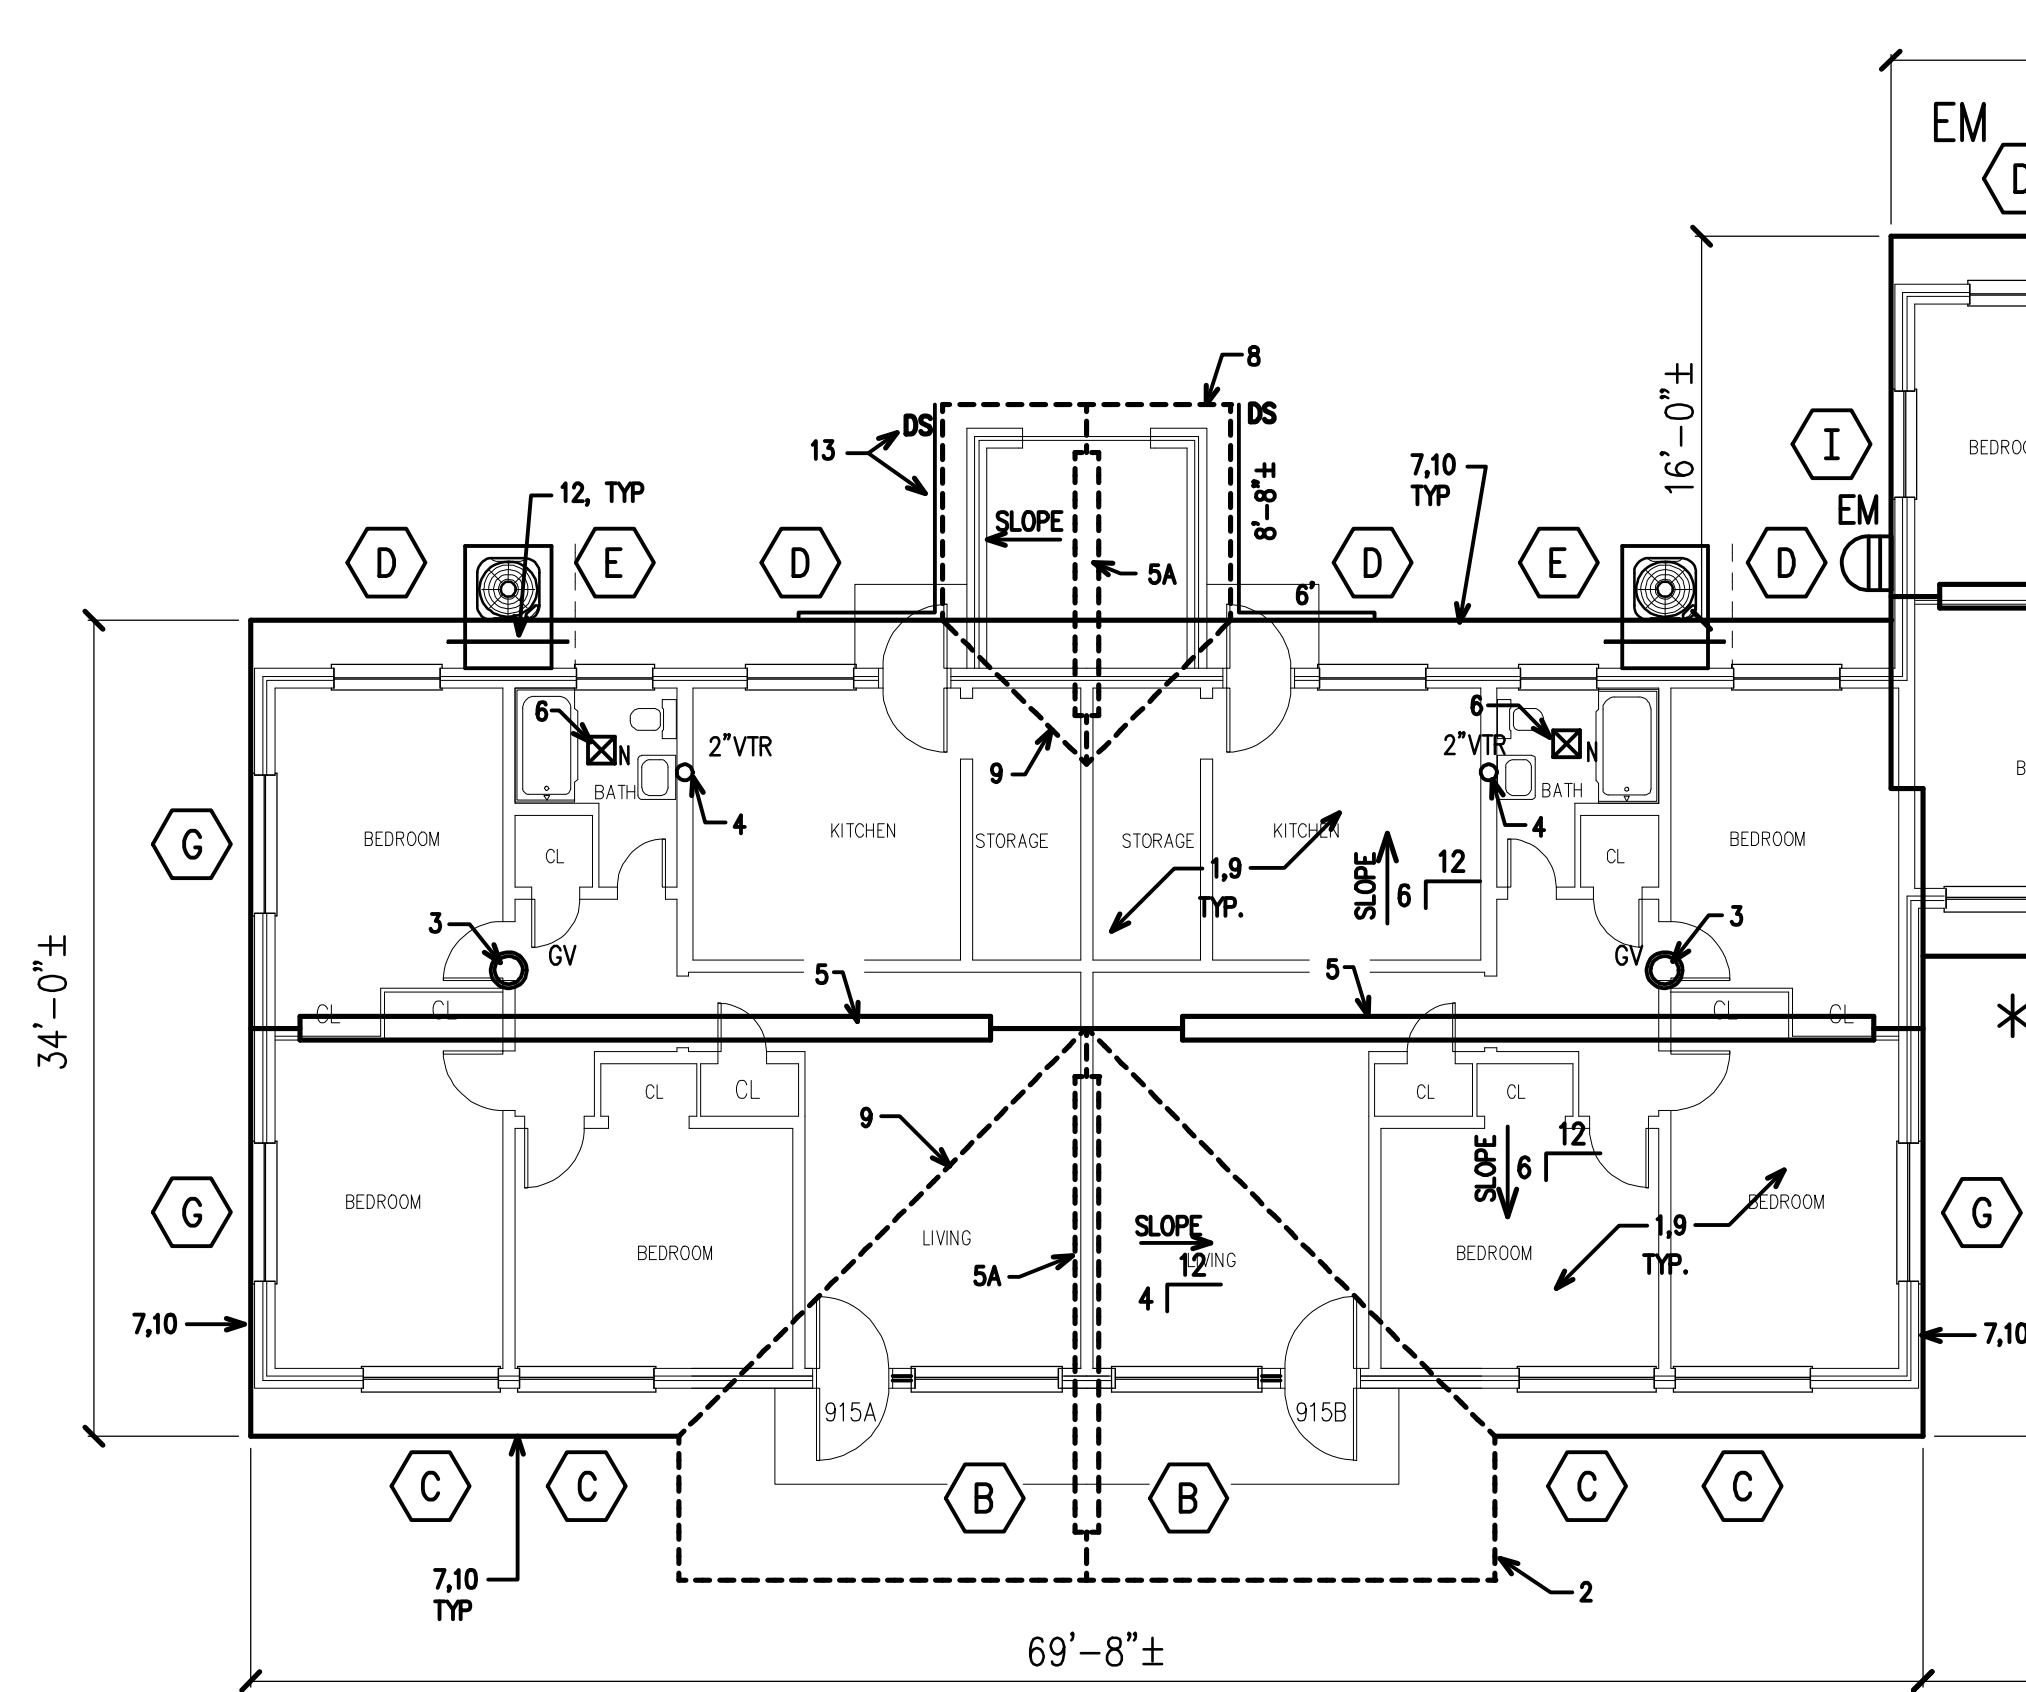 EM
D
8
DS
DS
13
16'-0"±
I
7,10
TYP
8'-8"±
12, TYP
EM
SLOPE
D
E
D
5A
D
E
D
6'
6
6
N
2"VTR
2"VTR
N
9
BATH
BATH
4
4
BEDROOM
KITCHEN
STORAGE
STORAGE
KITCHEN
BEDROOM
BEDROO
B
G
CL
1,9
TYP.
SLOPE
12
6
CL
3
GV
3
GV
34'-0"±
5
5
CL
CL
CL
CL
*
CL
CL
CL
CL
9
SLOPE
12
6
G
BEDROOM
BEDROOM
LIVING
SLOPE
LIVING
12
4
5A
BEDROOM
BEDROOM
1,9
TYP.
G
7,10
7,10
915A
915B
C
C
B
B
C
C
7,10
TYP
2
69'-8"±